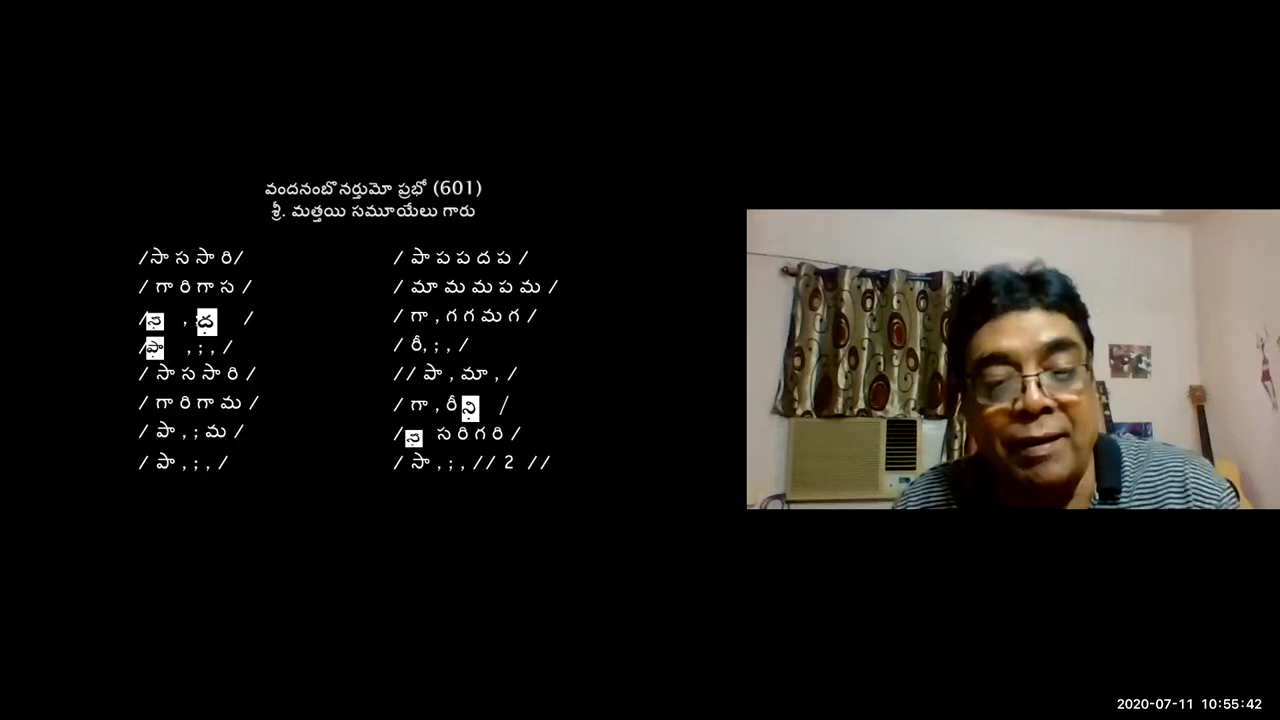 వందనంబొనర్తుమో ప్రభో (601)
శ్రీ. మత్తయి సమూయేలు గారు
/సా స సా రి/
/ గా రి గా స /
/ , ద /
/ పా , ; , /
/ సా స సా రి /
/ గా రి గా మ /
/ పా , ; మ /
/ పా , ; , /
/ పా ప ప ద ప /
/ మా మ మ ప మ /
/ గా , గ గ మ గ /
/ రీ, ; , /
// పా , మా , /
/ గా , రీ ని /
/ స రి గ రి /
/ సా , ; , // 2 //
2020-07-11 10:55:42